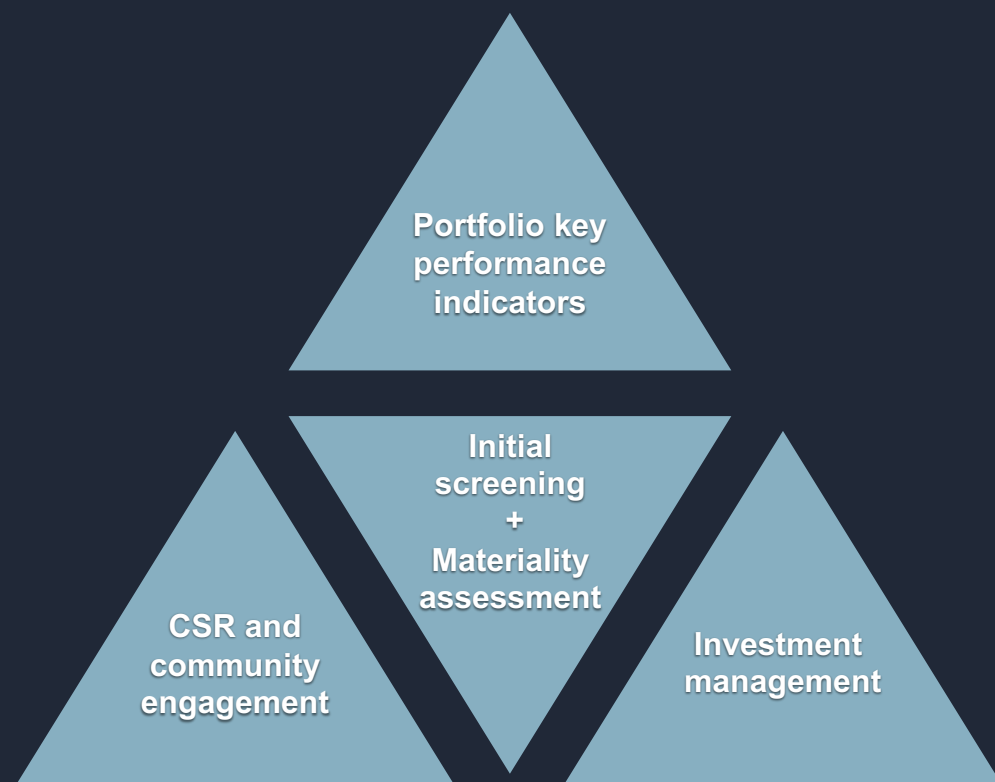 Portfolio key
performance
indicators
Initial
screening
+
Materiality
assessment
CSR and
community
engagement
Investment
management